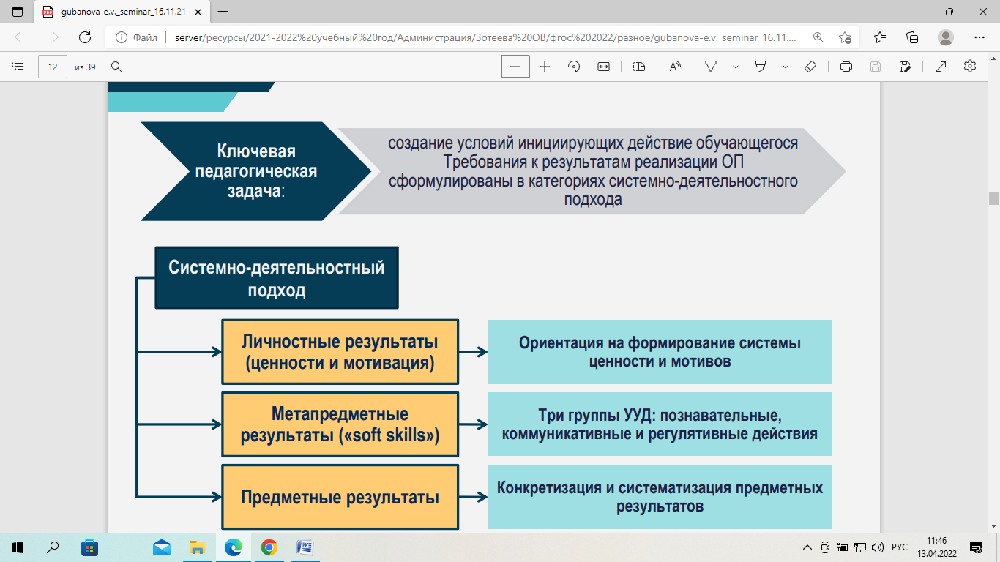 gubanova-e.v._seminar_16.11.21-
Файл
server/ресурсы/2021-2022%20учебный%20год/Администрация/Зотеева%20ОВ/фгос%202022/разное/gubanova-e.v._seminar_16.11....
12 из 39
Ключевая
педагогическая
задача:
создание условий инициирующих действие обучающегося
Требования к результатам реализации ОП
сформулированы в категориях системно-деятельностного
подхода
Системно-деятельностный
подход
Личностные результаты
(ценности и мотивация)
Ориентация на формирование системы
ценности и мотивов
Метапредметные
результаты («soft skills»)
Три группы УУД: познавательные,
коммуникативные и регулятивные действия
Предметные результаты
Конкретизация и систематизация предметных
результатов
РУС
11:46
13.04.2022